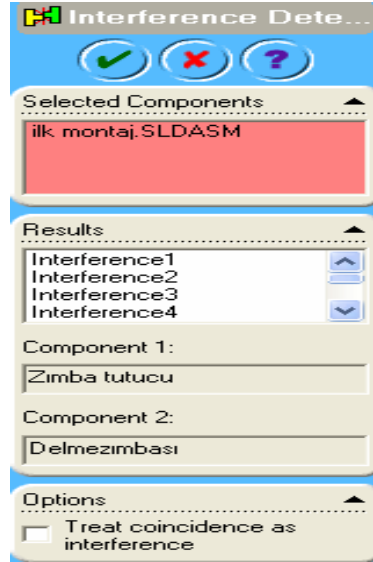 Interference Dete...
?
Selected Components
ilk montaj.SLDASM
Results
Interference1
Interference2
Interference3
Interference4
Component 1:
Zımba tutucu
Component 2:
Delmezımbası
Options
Treat coincidence as
interference